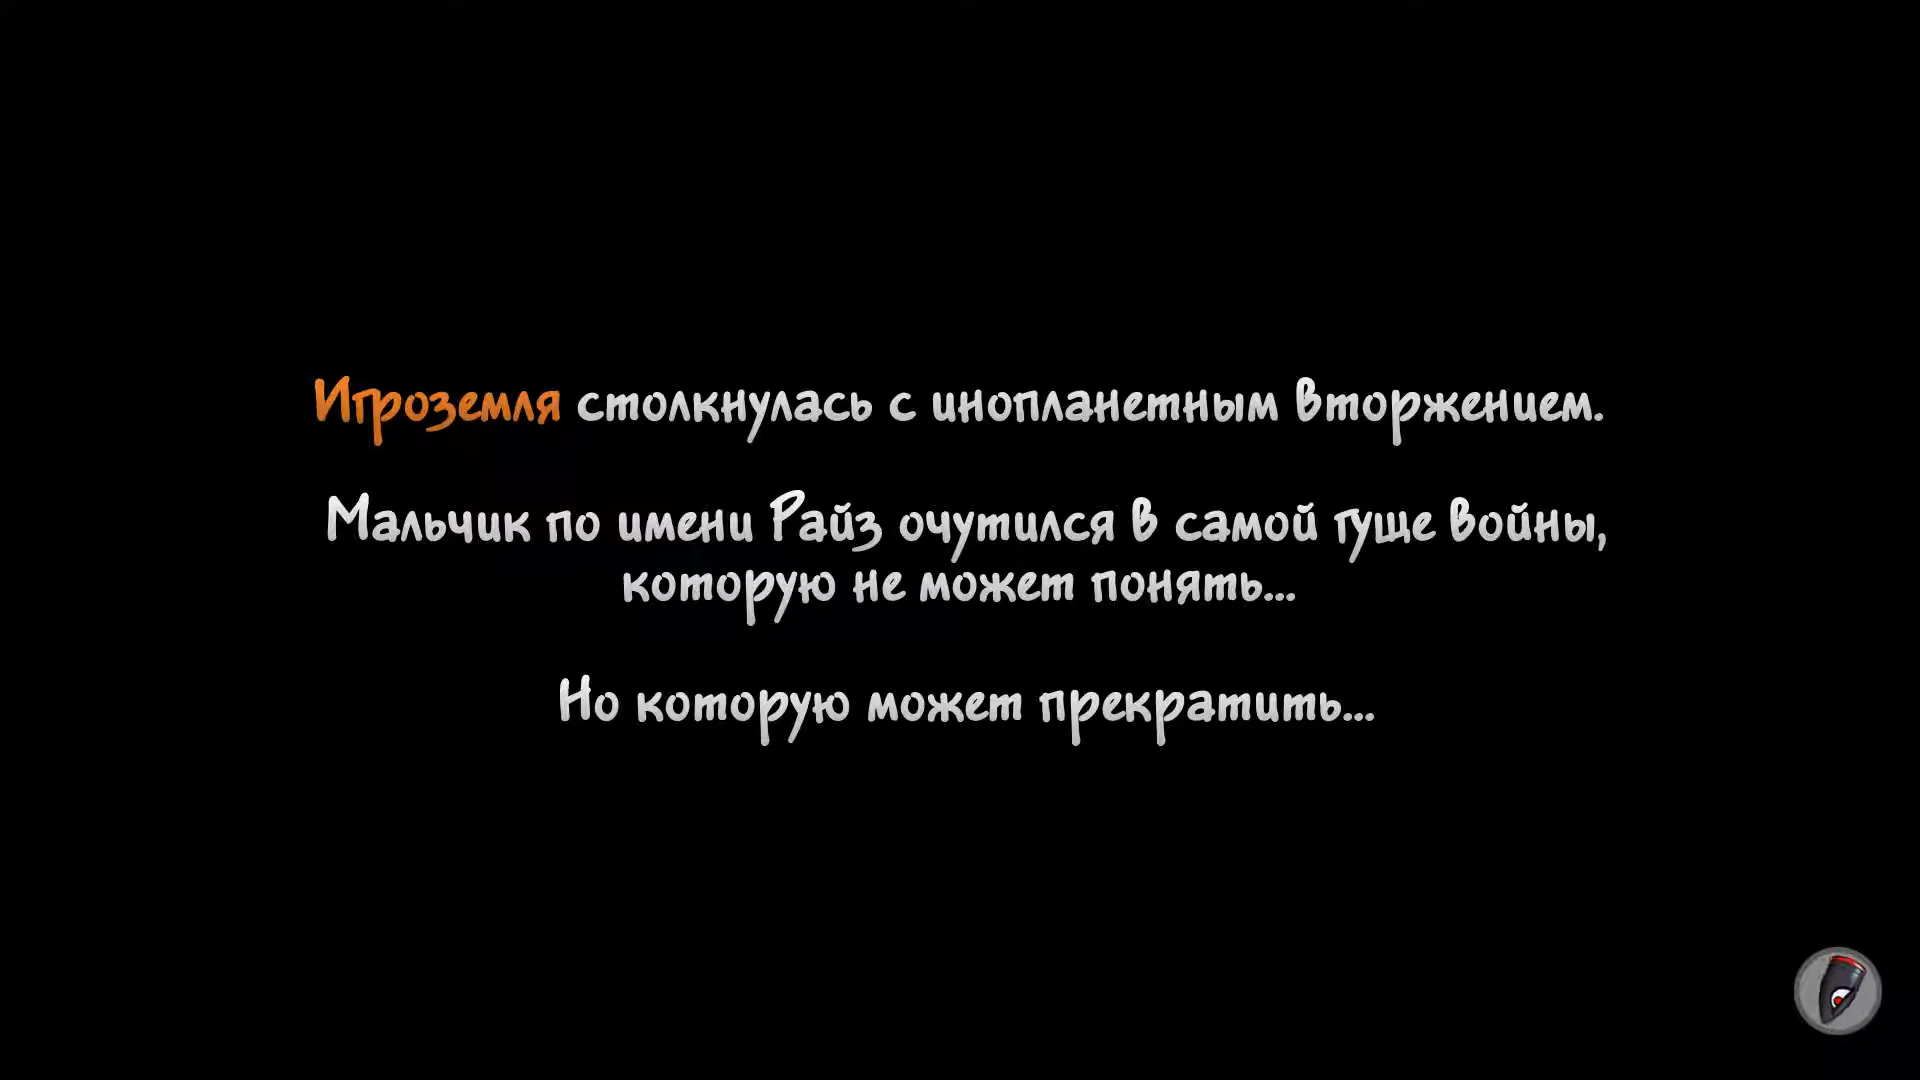 Игроземля столкнулась с инопланетным вторжением.
Мальчик по имени Райз очутился в самой гуще войны,
которую не может понять...
Но которую может прекратить...